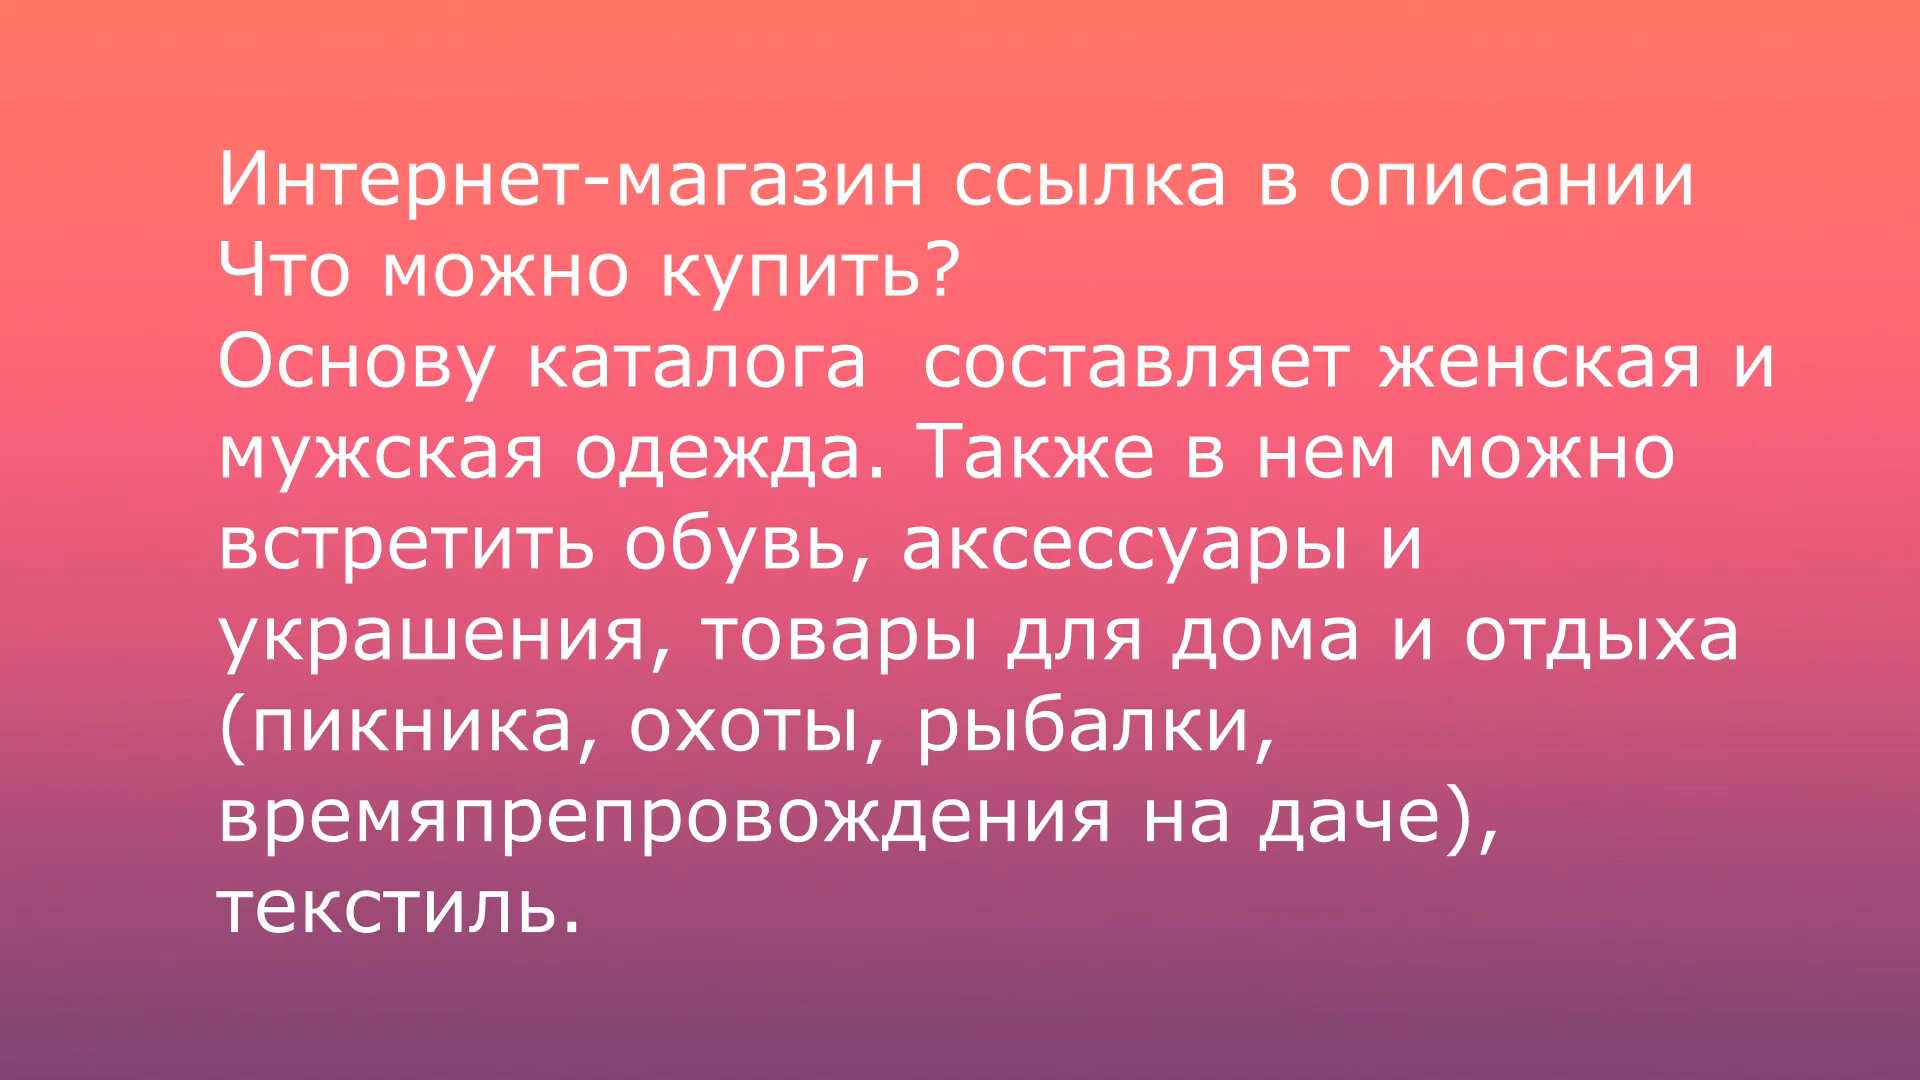 Интернет-магазин ссылка в описании
Что можно купить?
Основу каталога  составляет женская и
мужская одежда. Также в нем можно
встретить обувь, аксессуары и
украшения, товары для дома и отдыха
(пикника, охоты, рыбалки,
времяпрепровождения на даче),
текстиль.